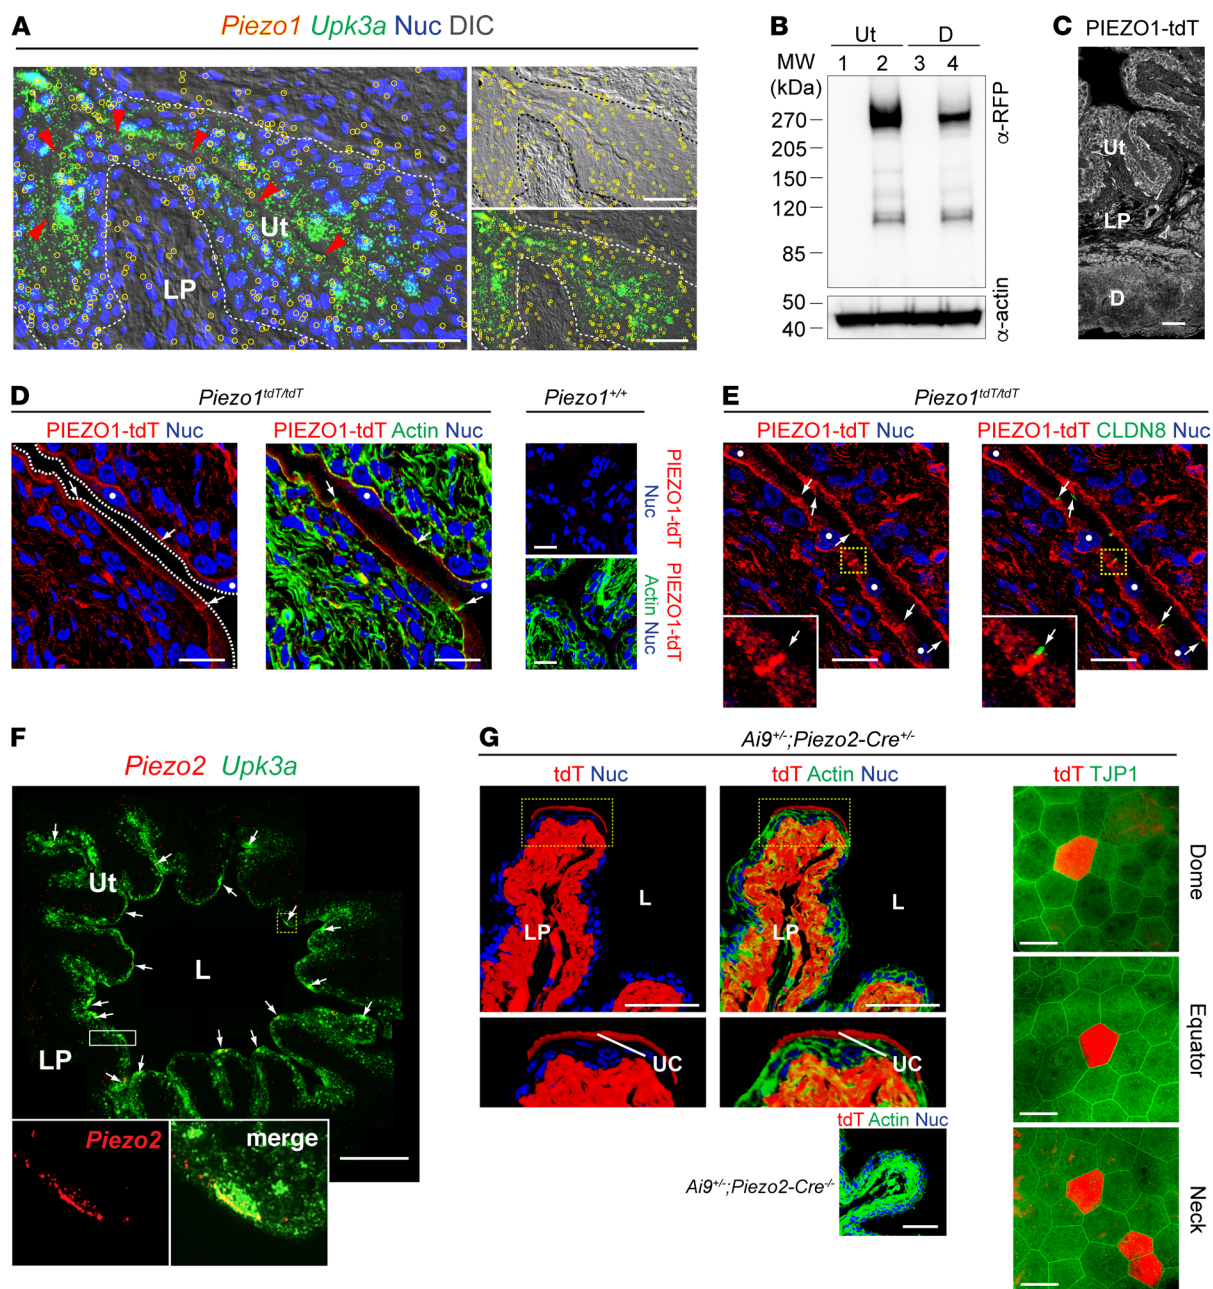 A
Piezo1 Upk3a Nuc DIC
Ut
LP
B
Ut D
MW 1 2 3 4
(kDa)
270
205
150
120
85
50
40
α-RFP
α-actin
C
PIEZO1-tdT
Ut
LP
D
D
Piezo1tdT/tdT
Piezo1+/+
PIEZO1-tdT Nuc
PIEZO1-tdT Actin Nuc
PIEZO1-tdT
Nuc
PIEZO1-tdT
Actin Nuc
E
Piezo1tdT/tdT
PIEZO1-tdT Nuc
PIEZO1-tdT CLDN8 Nuc
F
Piezo2 Upk3a
Ut
L
LP
Piezo2
merge
G
Ai9+/-;Piezo2-Cre+/-
tdT Nuc
tdT Actin Nuc
tdT TJP1
L
LP
L
LP
UC
UC
tdT Actin Nuc
Ai9+/-;Piezo2-Cre-/-
Dome
Equator
Neck